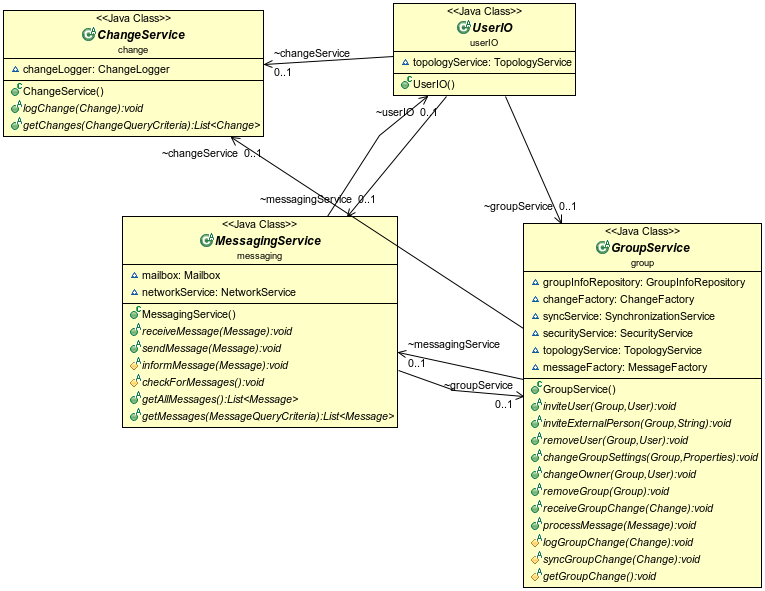 <<Java Class>>
ChangeService
change
changeLogger: ChangeLogger
ChangeService()
logChange(Change):void
getChanges(ChangeQueryCriteria):List<Change>
<<Java Class>>
UserIO
userIO
topologyService: TopologyService
UserIO()
~changeService
0..1
~userIO 0..1
~changeService 0..1
~messagingService 0..1
~groupService 0..1
<<Java Class>>
MessagingService
messaging
mailbox: Mailbox
networkService: NetworkService
MessagingService()
receiveMessage(Message):void
sendMessage(Message):void
informMessage(Message):void
checkForMessages():void
getAllMessages():List<Message>
getMessages(MessageQueryCriteria):List<Message>
~messagingService
0..1
~groupService
0..1
<<Java Class>>
GroupService
group
groupInfoRepository: GroupInfoRepository
changeFactory: ChangeFactory
syncService: SynchronizationService
securityService: SecurityService
topologyService: TopologyService
messageFactory: MessageFactory
GroupService()
inviteUser(Group,User):void
inviteExternalPerson(Group,String):void
removeUser(Group,User):void
changeGroupSettings(Group,Properties):void
changeOwner(Group,User):void
removeGroup(Group):void
receiveGroupChange(Change):void
processMessage(Message):void
logGroupChange(Change):void
syncGroupChange(Change):void
getGroupChange():void